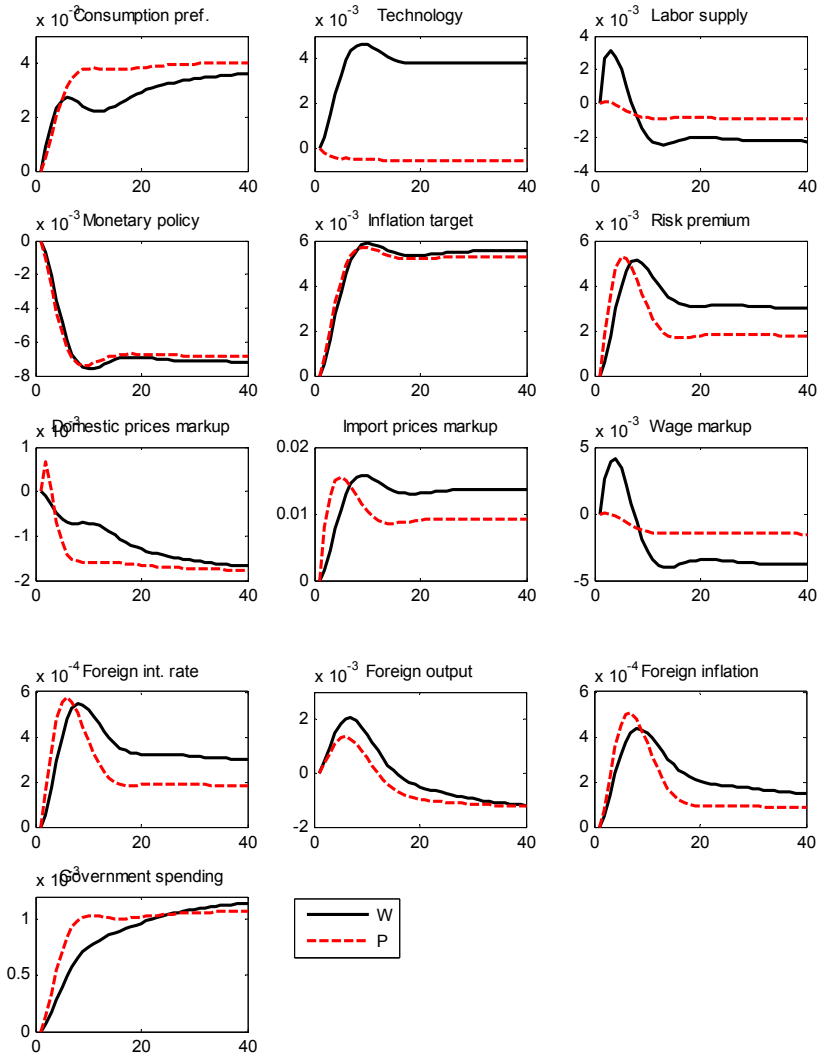 x 10^-3 Consumption pref.
4
2
0
0 20 40
x 10^-3 Technology
4
2
0
0 20 40
x 10^-3 Labor supply
4
2
0
-2
-4
0 20 40
x 10^-3 Monetary policy
0
-2
-4
-6
-8
0 20 40
x 10^-3 Inflation target
6
4
2
0
0 20 40
x 10^-3 Risk premium
6
4
2
0
0 20 40
x 10^-3 Domestic prices markup
1
0
-1
-2
0 20 40
Import prices markup
0.02
0.01
0
0 20 40
x 10^-3 Wage markup
5
0
-5
0 20 40
x 10^-4 Foreign int. rate
6
4
2
0
0 20 40
x 10^-3 Foreign output
2
0
-2
0 20 40
x 10^-4 Foreign inflation
6
4
2
0
0 20 40
x 10^-3 Government spending
1
0.5
0
0 20 40
W
P